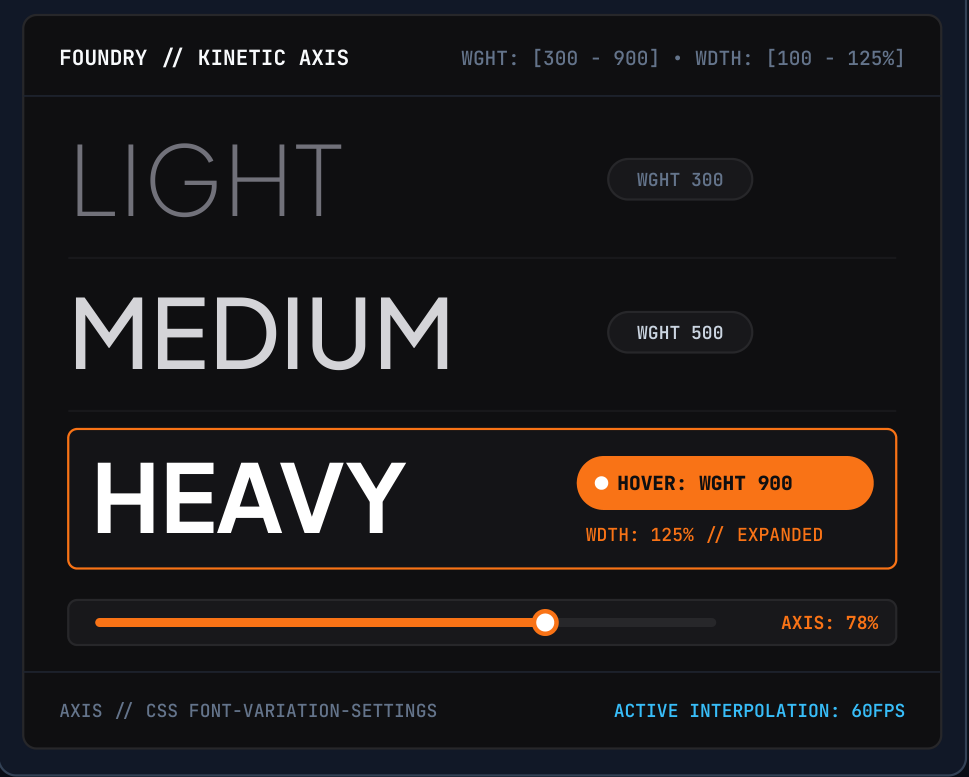 FOUNDRY // KINETIC AXIS
WGHT: [300 - 900] • WDTH: [100 - 125%]
LIGHT
WGHT 300
MEDIUM
WGHT 500
HEAVY
HOVER: WGHT 900
WDTH: 125% // EXPANDED
AXIS: 78%
AXIS // CSS FONT-VARIATION-SETTINGS
ACTIVE INTERPOLATION: 60FPS